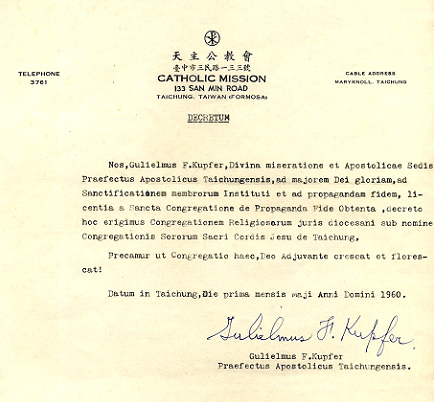 天主公教會
臺中市三民路一三三號
CATHOLIC MISSION
133 SAN MIN ROAD
TAICHUNG, TAIWAN (FORMOSA)
TELEPHONE
3761
CABLE ADDRESS
MARYKNOLL, TAICHUNG
DECRETUM
Nos,Gulielmus F.Kupfer,Divina miseratione et Apostolicae Sedis
Praefectus Apostolicus Taichungensis,ad majorem Dei gloriam,ad
Sanctificationem membrorum Instituti et ad propagandam fidem, li-
centia a Sancta Congregatione de Propaganda Fide Obtenta ,decreto
hoc erigimus Congregationem Religiosarum juris diocesani sub nomine
Congregationis Sororum Sacri Cordis Jesu de Taichung,
Precamur ut Congregatio haec,Deo Adjuvante crescat et flores-
cat!
Datum in Taichung,Die prima mensis maji Anni Domini 1960.
Gulielmus F. Kupfer
Gulielmus F.Kupfer
Praefectus Apostolicus Taichungensis.